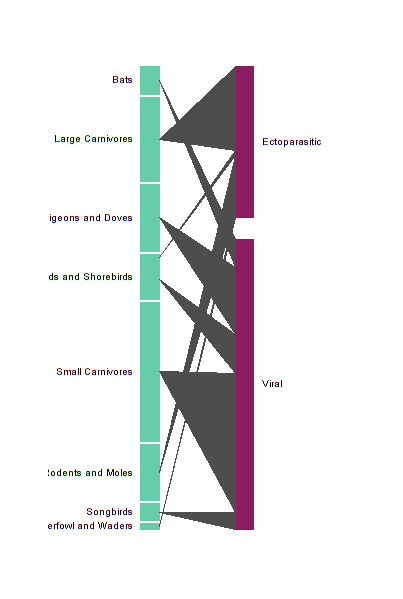 Bats
Large Carnivores
Ectoparasitic
igeons and Doves
ds and Shorebirds
Small Carnivores
Viral
Rodents and Moles
Songbirds
erfowl and Waders